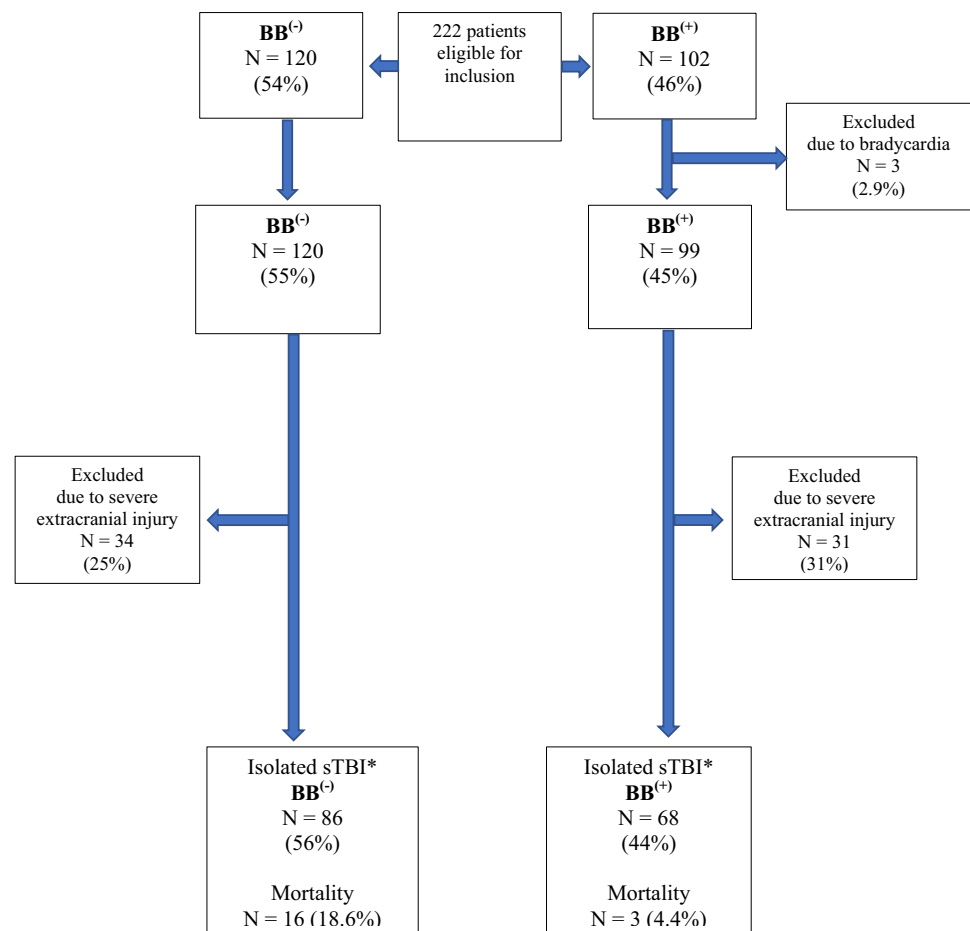 BB(-)
N = 120
(54%)
222 patients
eligible for
inclusion
BB(+)
N = 102
(46%)
Excluded
due to bradycardia
N = 3
(2.9%)
BB(-)
N = 120
(55%)
BB(+)
N = 99
(45%)
Excluded
due to severe
extracranial injury
N = 34
(25%)
Excluded
due to severe
extracranial injury
N = 31
(31%)
Isolated sTBI*
BB(-)
N = 86
(56%)
Mortality
N = 16 (18.6%)
Isolated sTBI*
BB(+)
N = 68
(44%)
Mortality
N = 3 (4.4%)